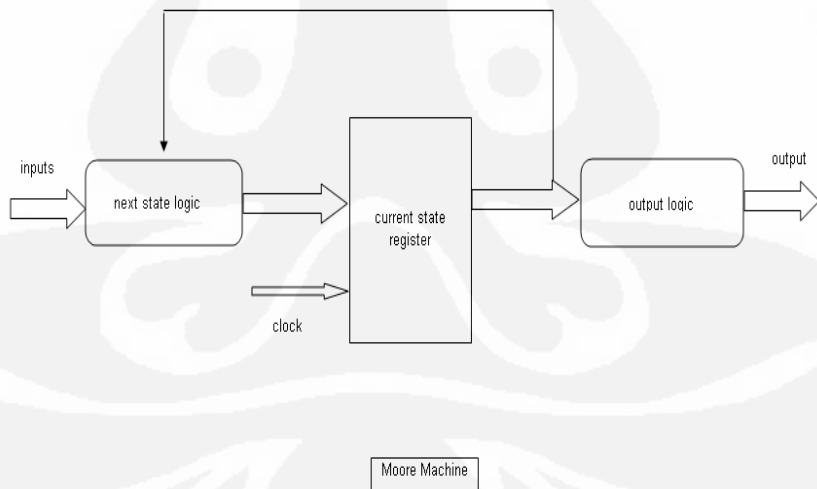 inputs
next state logic
current state
register
clock
output logic
output
Moore Machine